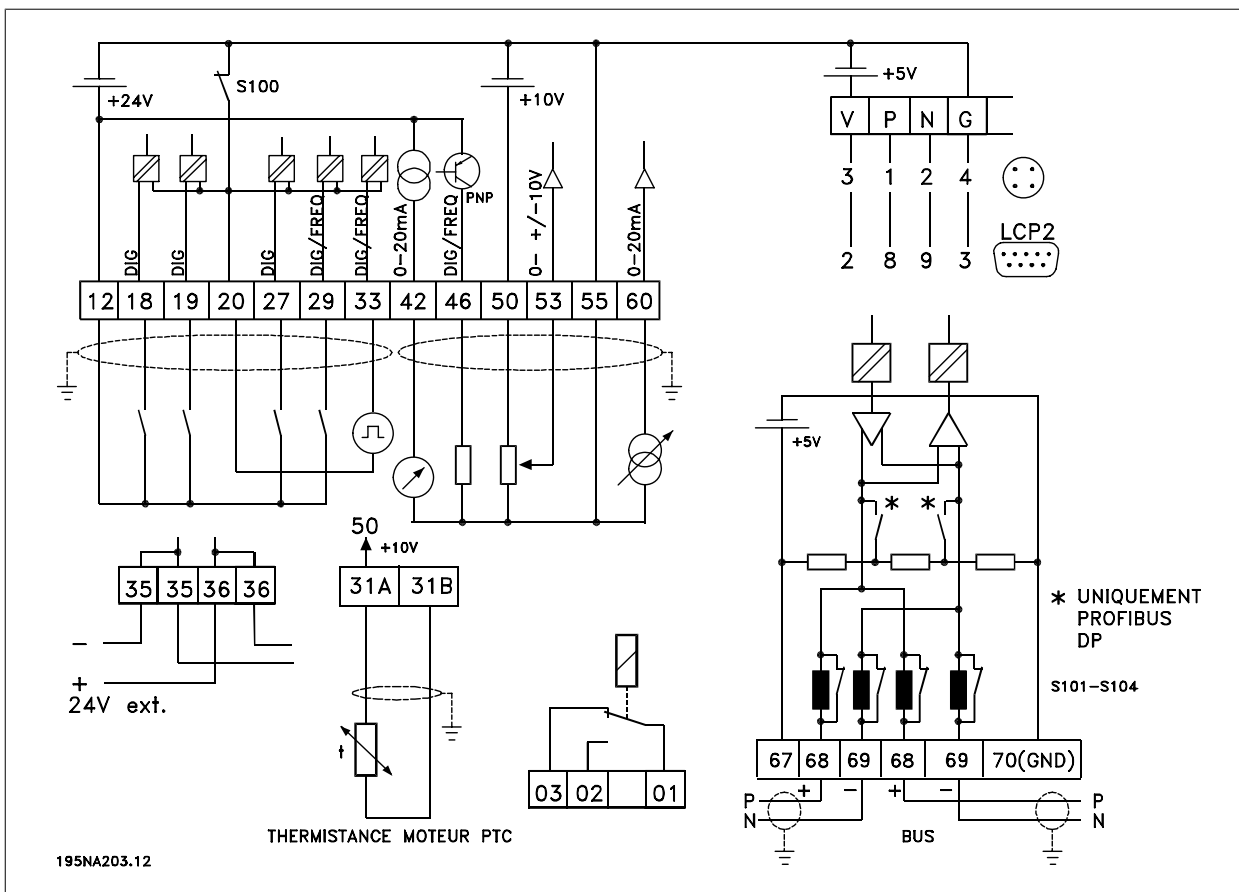 +24V
S100
+10V
+5V
V P N G
3 1 2 4
2 8 9 3
LCP2
DIG
DIG
DIG
DIG/FREQ
DIG/FREQ
0-20mA
DIG/FREQ
PNP
0- +/-10V
0-20mA
12 18 19 20 27 29 33 42 46 50 53 55 60
+5V
* *
35 35 36 36
-
+
24V ext.
50
+10V
31A 31B
t
THERMISTANCE MOTEUR PTC
03 02 01
* UNIQUEMENT
PROFIBUS
DP
S101-S104
67 68 69 68 69 70(GND)
+ - + -
P P
N N
BUS
195NA203.12